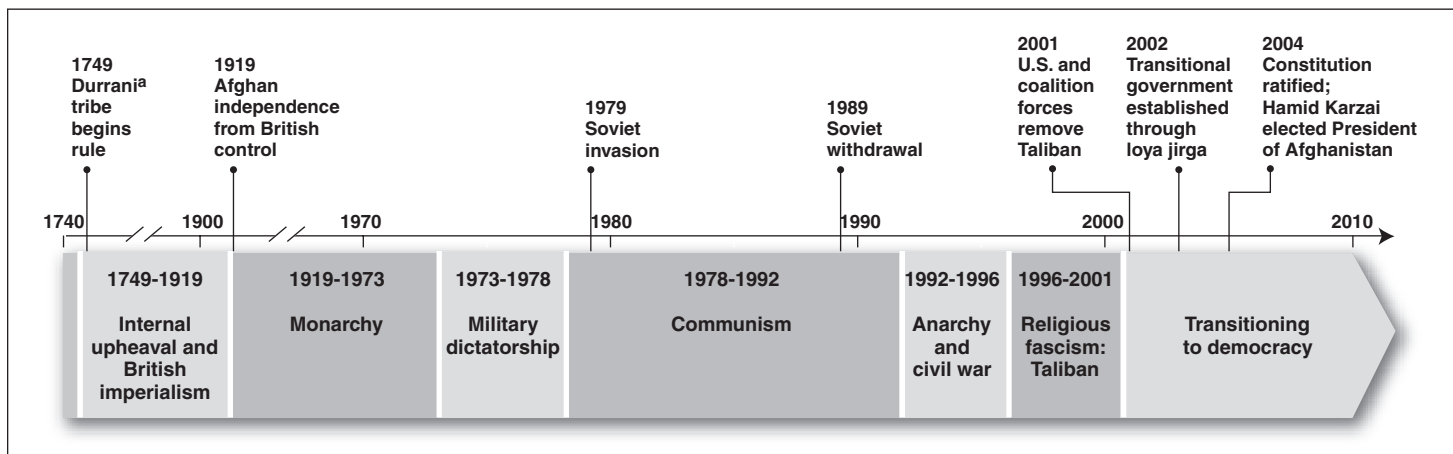 1749
Durraniª
tribe
begins
rule
1919
Afghan
independence
from British
control
1979
Soviet
invasion
1989
Soviet
withdrawal
2001
U.S. and
coalition
forces
remove
Taliban
2002
Transitional
government
established
through
loya jirga
2004
Constitution
ratified;
Hamid Karzai
elected President
of Afghanistan
1740 1900 1970 1980 1990 2000 2010
1749-1919
Internal
upheaval and
British
imperialism
1919-1973
Monarchy
1973-1978
Military
dictatorship
1978-1992
Communism
1992-1996
Anarchy
and
civil war
1996-2001
Religious
fascism:
Taliban
Transitioning
to democracy